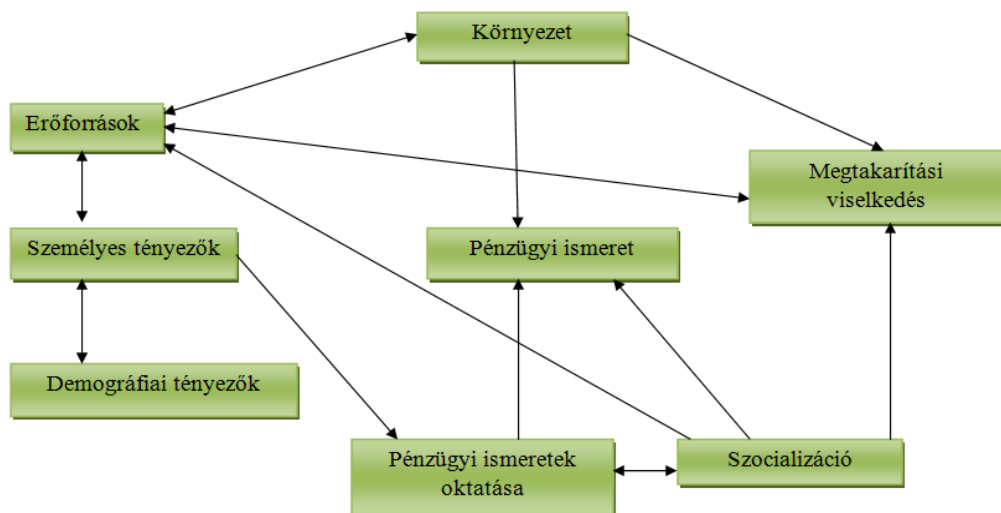 Környezet
Erőforrások
Megtakarítási
viselkedés
Személyes tényezők
Pénzügyi ismeret
Demográfiai tényezők
Pénzügyi ismeretek
oktatása
Szocializáció